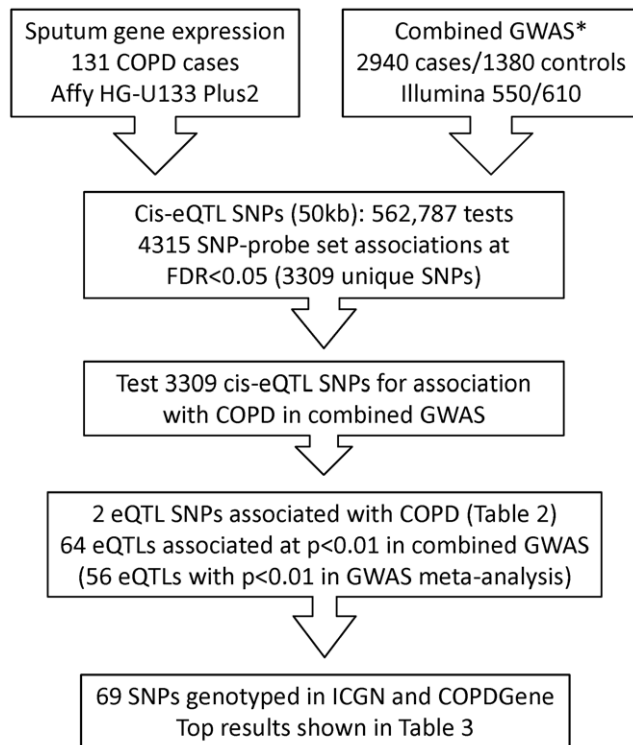 Sputum gene expression
131 COPD cases
Affy HG-U133 Plus2
Combined GWAS*
2940 cases/1380 controls
Illumina 550/610
Cis-eQTL SNPs (50kb): 562,787 tests
4315 SNP-probe set associations at
FDR<0.05 (3309 unique SNPs)
Test 3309 cis-eQTL SNPs for association
with COPD in combined GWAS
2 eQTL SNPs associated with COPD (Table 2)
64 eQTLs associated at p<0.01 in combined GWAS
(56 eQTLs with p<0.01 in GWAS meta-analysis)
69 SNPs genotyped in ICGN and COPDGene
Top results shown in Table 3